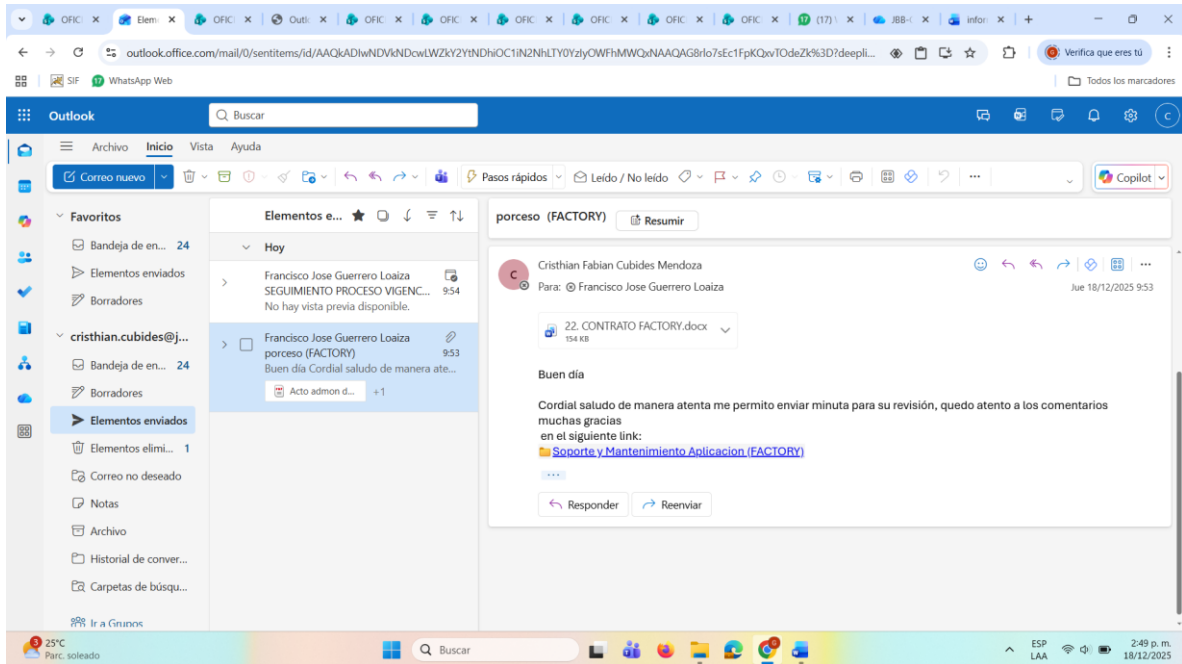 OFIC
Elem
OFIC
Outl
OFIC
OFIC
OFIC
OFIC
OFIC
OFIC
(17) \
JBB-(
infor
outlook.office.com/mail/0/sentitems/id/AAQkADIwNDVkNDcwLWZkY2YtNDhiOC1iN2NhLTY0YzIyOWFhMWQxNAAQAG8rlo7sEc1FpKQxvTOdeZk%3D?deepli...
Verifica que eres tú
SIF
WhatsApp Web
Todos los marcadores
Outlook
Buscar
C
Archivo Inicio Vista Ayuda
Correo nuevo
Pasos rápidos
Leído / No leído
Copilot
Favoritos
Bandeja de en... 24
Elementos enviados
Borradores
cristhian.cubides@j...
Bandeja de en... 24
Borradores
Elementos enviados
Elementos elimi... 1
Correo no deseado
Notas
Archivo
Historial de conver...
Carpetas de búsqu...
Ir a Grupos
Elementos e...
Hoy
Francisco Jose Guerrero Loaiza
SEGUIMIENTO PROCESO VIGENC... 9:54
No hay vista previa disponible.
Francisco Jose Guerrero Loaiza
porceso (FACTORY) 9:53
Buen día Cordial saludo de manera ate...
Acto admon d... +1
porceso (FACTORY)
Resumir
C
Cristhian Fabian Cubides Mendoza
Para: Francisco Jose Guerrero Loaiza
Jue 18/12/2025 9:53
22. CONTRATO FACTORY.docx
154 KB
Buen día
Cordial saludo de manera atenta me permito enviar minuta para su revisión, quedo atento a los comentarios
muchas gracias
en el siguiente link:
Soporte y Mantenimiento Aplicacion (FACTORY)
Responder
Reenviar
3
25°C
Parc. soleado
Buscar
ESP
LAA
2:49 p. m.
18/12/2025